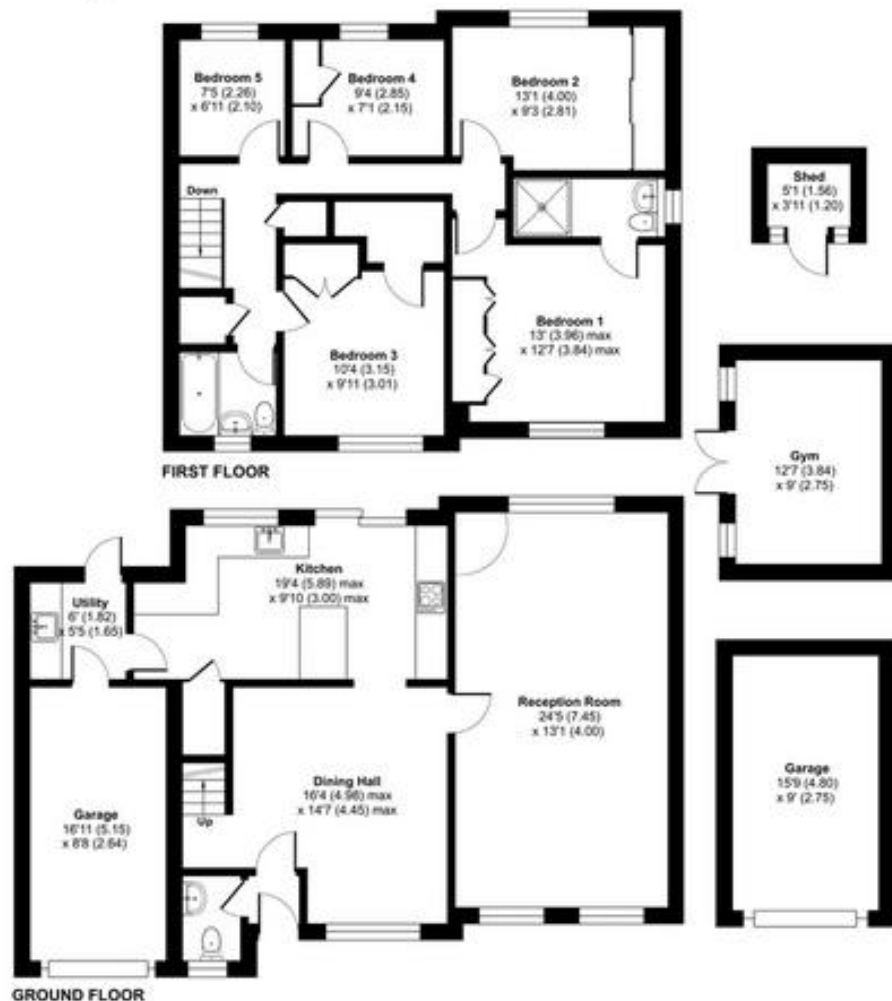 Bedroom 5
7'5 (2.26)
x 6'11 (2.10)
Bedroom 4
9'4 (2.85)
x 7'1 (2.15)
Bedroom 2
13'1 (4.00)
x 9'3 (2.81)
Down
Shed
5'1 (1.56)
x 3'11 (1.20)
Bedroom 3
10'4 (3.15)
x 9'11 (3.01)
Bedroom 1
13' (3.96) max
x 12'7 (3.84) max
Gym
12'7 (3.84)
x 9' (2.75)
FIRST FLOOR
Kitchen
19'4 (5.89) max
x 9'10 (3.00) max
Utility
6' (1.82)
x 5'5 (1.65)
Reception Room
24'5 (7.45)
x 13'1 (4.00)
Dining Hall
16'4 (4.98) max
x 14'7 (4.45) max
Up
Garage
16'11 (5.15)
x 8'8 (2.64)
Garage
15'9 (4.80)
x 9' (2.75)
GROUND FLOOR